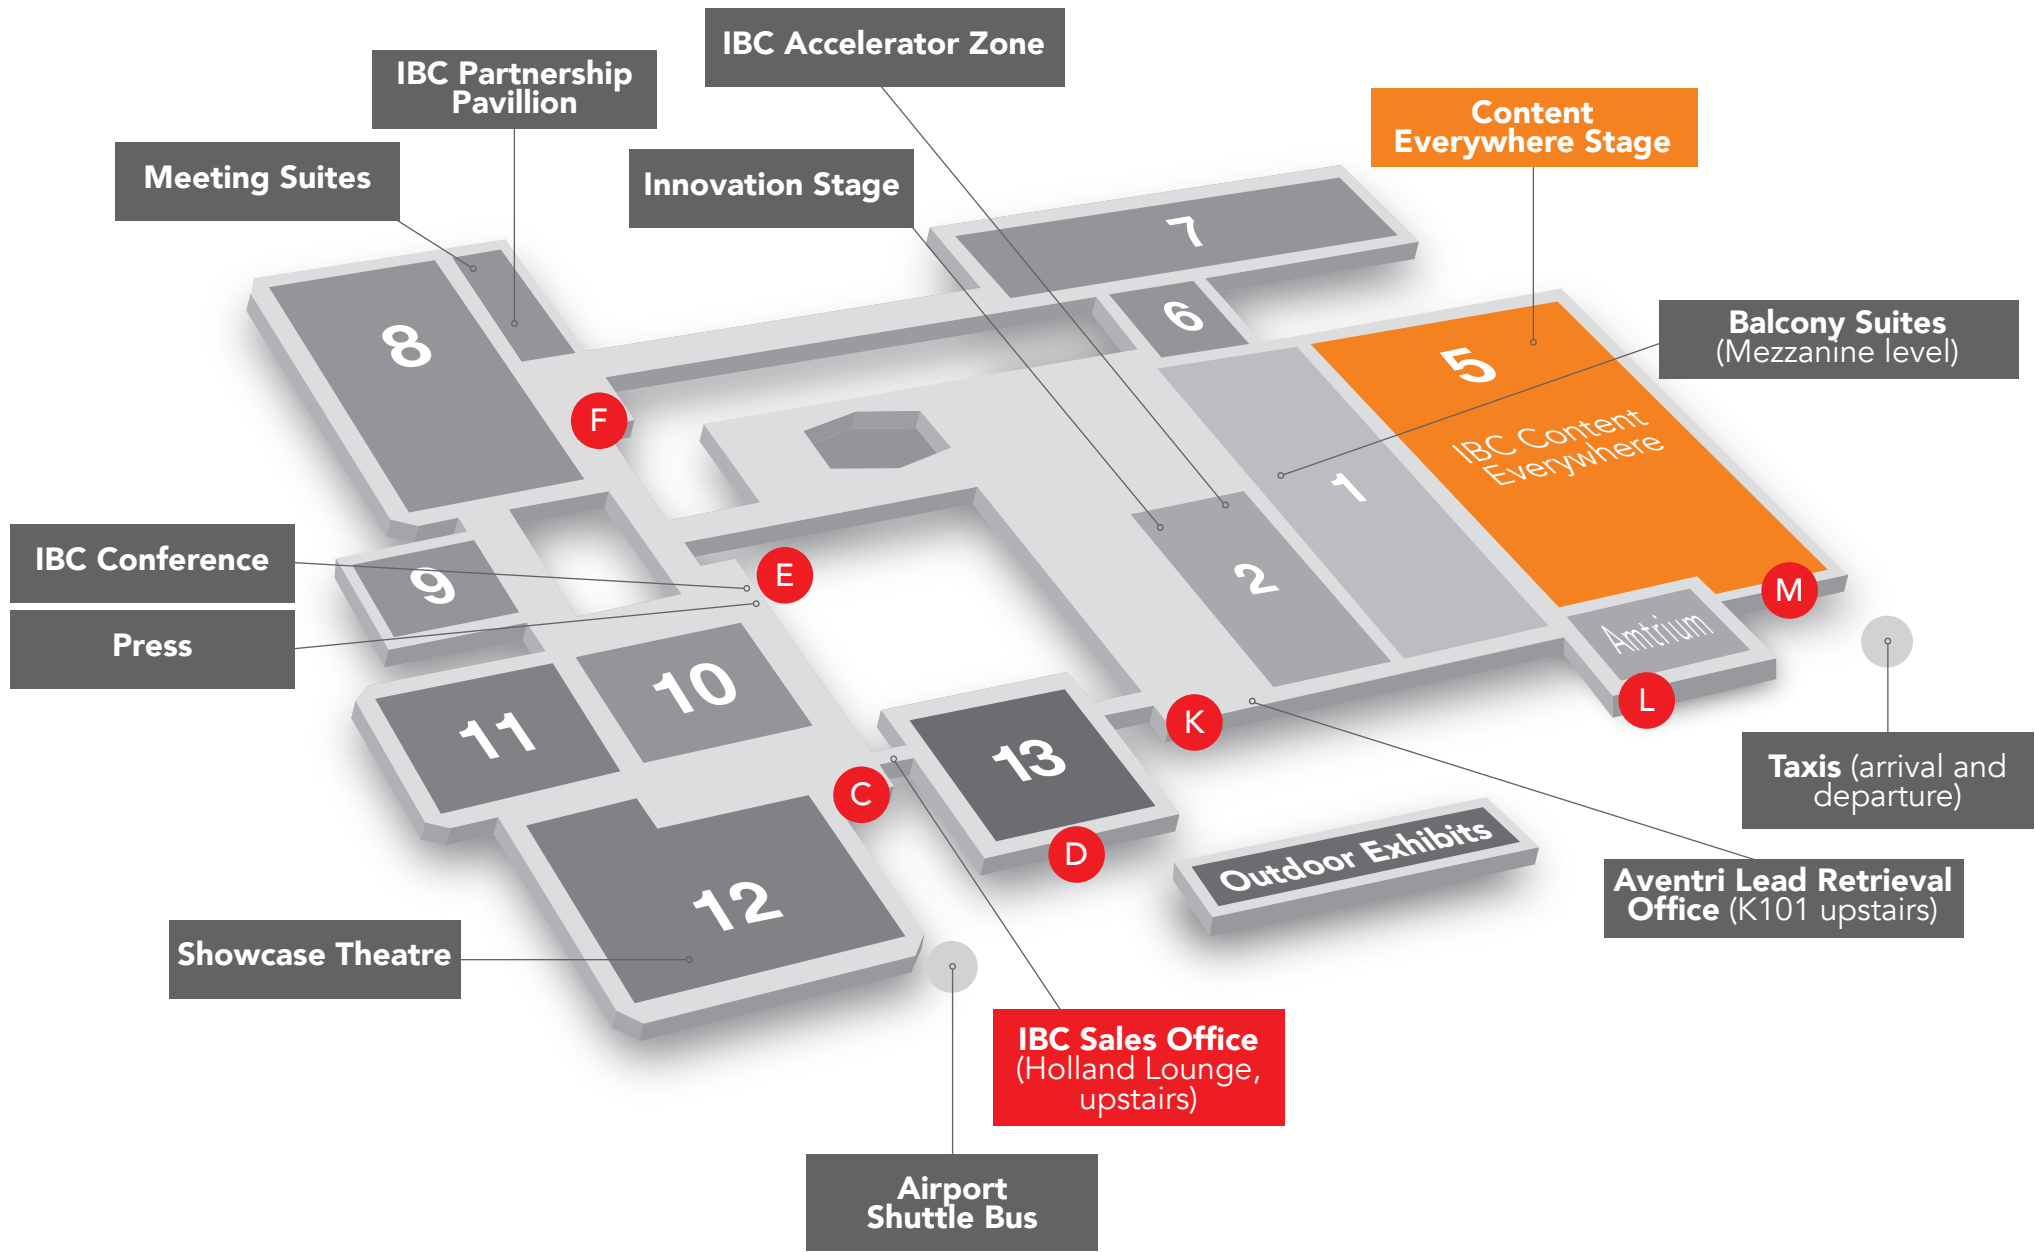 IBC Accelerator Zone
IBC Partnership
Pavillion
Content
Everywhere Stage
Meeting Suites
Innovation Stage
7
6
8
5
IBC Content
Everywhere
Balcony Suites
(Mezzanine level)
F
1
2
IBC Conference
9
E
M
Press
Amtrium
10
11
L
K
13
C
Taxis (arrival and
departure)
D
Outdoor Exhibits
12
Aventri Lead Retrieval
Office (K101 upstairs)
Showcase Theatre
IBC Sales Office
(Holland Lounge,
upstairs)
Airport
Shuttle Bus